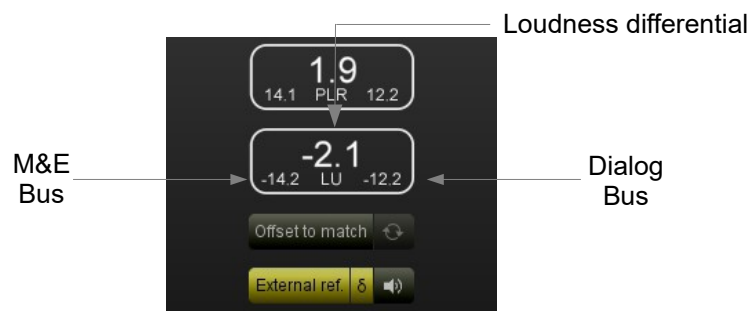 Loudness differential
1.9
14.1 PLR 12.2
-2.1
-14.2 LU -12.2
M&E
Bus
Dialog
Bus
Offset to match
External ref. δ